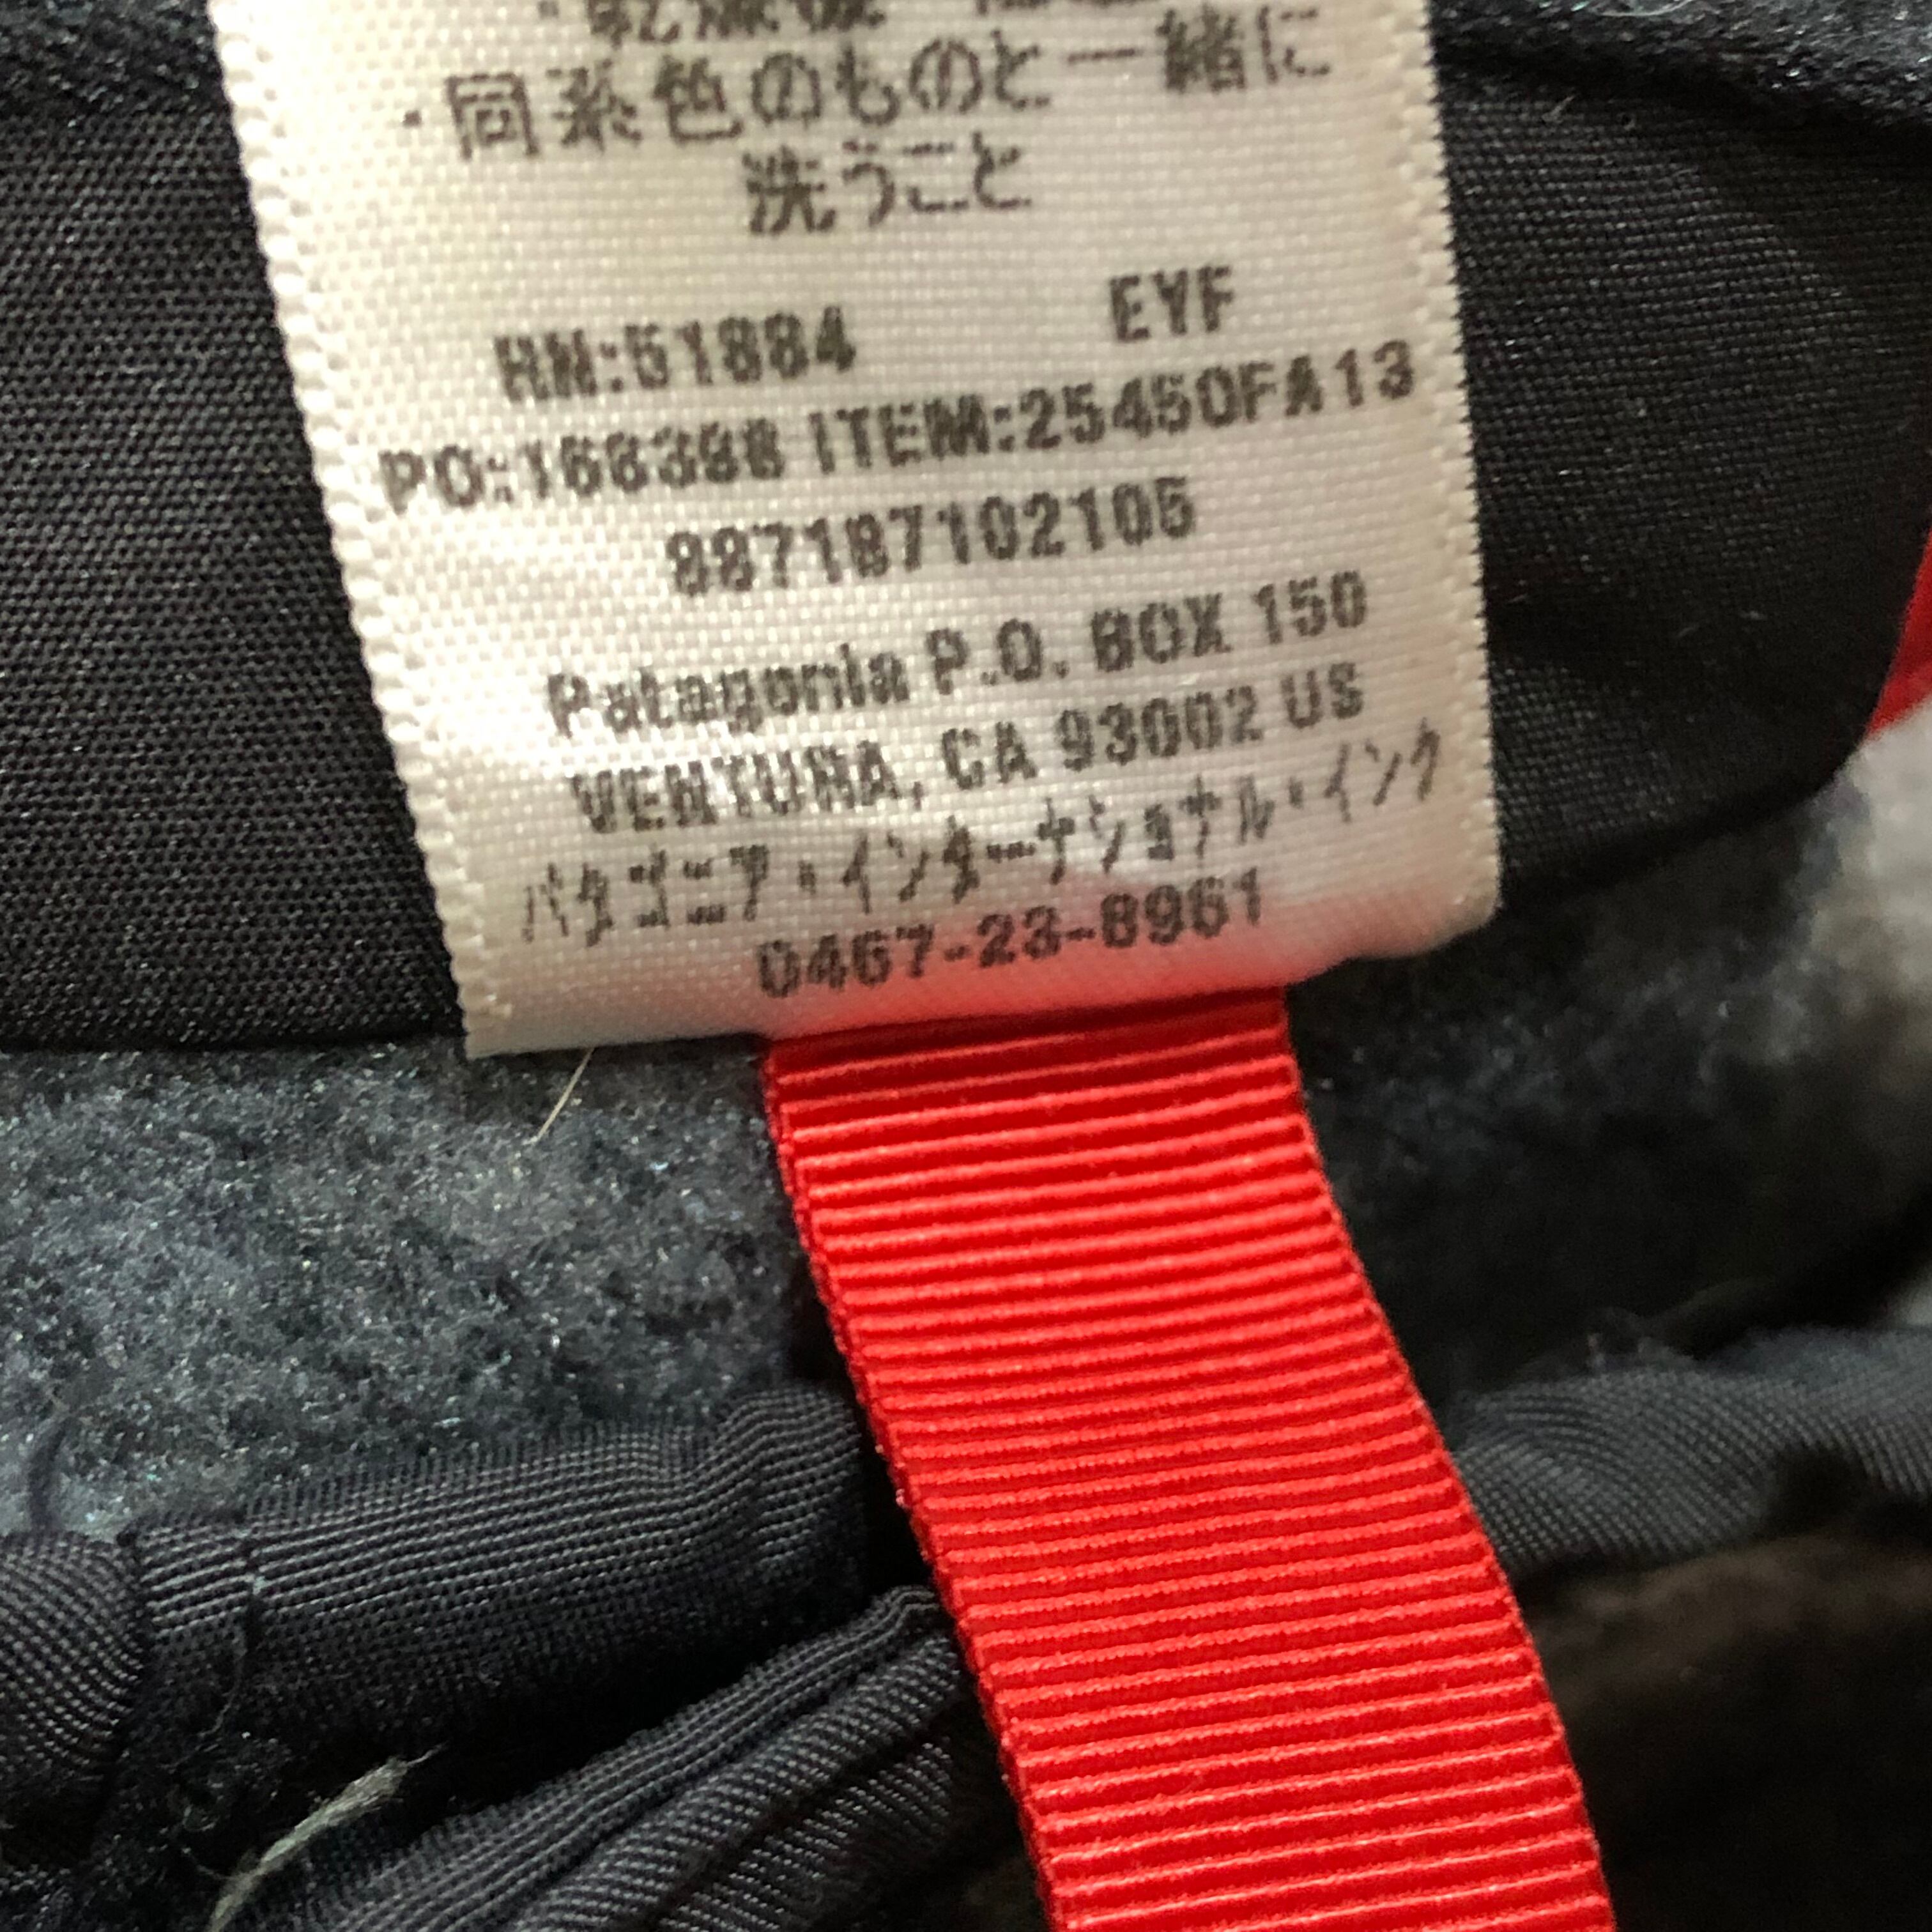 ・同系色のものと一緒に
洗うこと
RN:51884 EYF
PO:168398 ITEM:25450FA13
887187102105
Patagonia P.O. BOX 150
VENTURA, CA 93002 US
パタゴニア・インターナショナル・インク
0467-23-8961